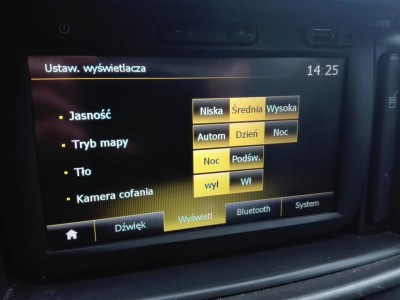 Ustaw. wyświetlacza 14:25
Jasność Niska Średnia Wysoka
Tryb mapy Autom Dzień Noc
Tło Noc Podśw.
Kamera cofania wył Wł
Dźwięk Wyświetl Bluetooth System